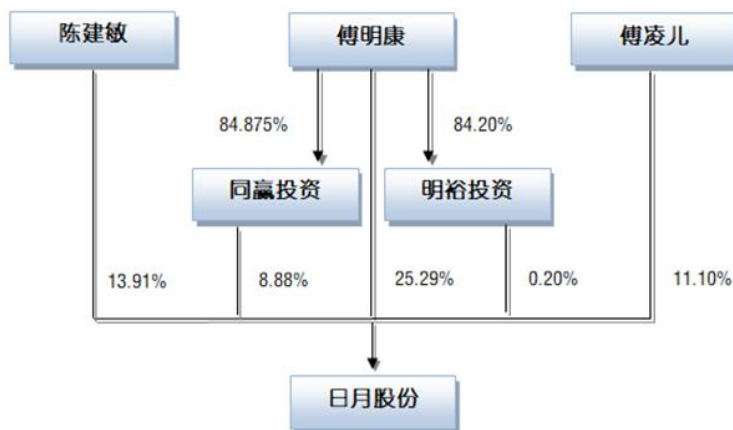 陈建敏
傅明康
傅凌儿
84.875%
84.20%
同赢投资
明裕投资
13.91%
8.88%
25.29%
0.20%
11.10%
日月股份